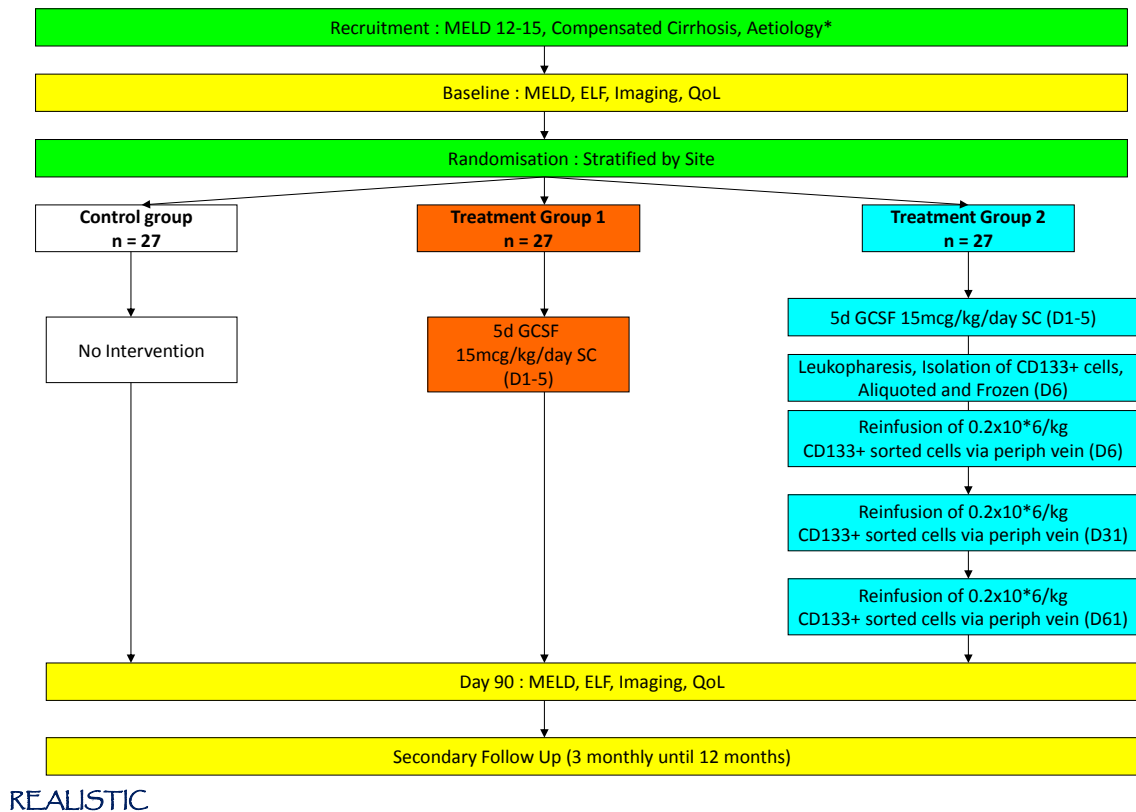 Recruitment : MELD 12-15, Compensated Cirrhosis, Aetiology*
Baseline : MELD, ELF, Imaging, QoL
Randomisation : Stratified by Site
Control group
n = 27
Treatment Group 1
n = 27
Treatment Group 2
n = 27
No Intervention
5d GCSF
15mcg/kg/day SC
(D1-5)
5d GCSF 15mcg/kg/day SC (D1-5)
Leukopharesis, Isolation of CD133+ cells,
Aliquoted and Frozen (D6)
Reinfusion of 0.2x10*6/kg
CD133+ sorted cells via periph vein (D6)
Reinfusion of 0.2x10*6/kg
CD133+ sorted cells via periph vein (D31)
Reinfusion of 0.2x10*6/kg
CD133+ sorted cells via periph vein (D61)
Day 90 : MELD, ELF, Imaging, QoL
Secondary Follow Up (3 monthly until 12 months)
REALISTIC